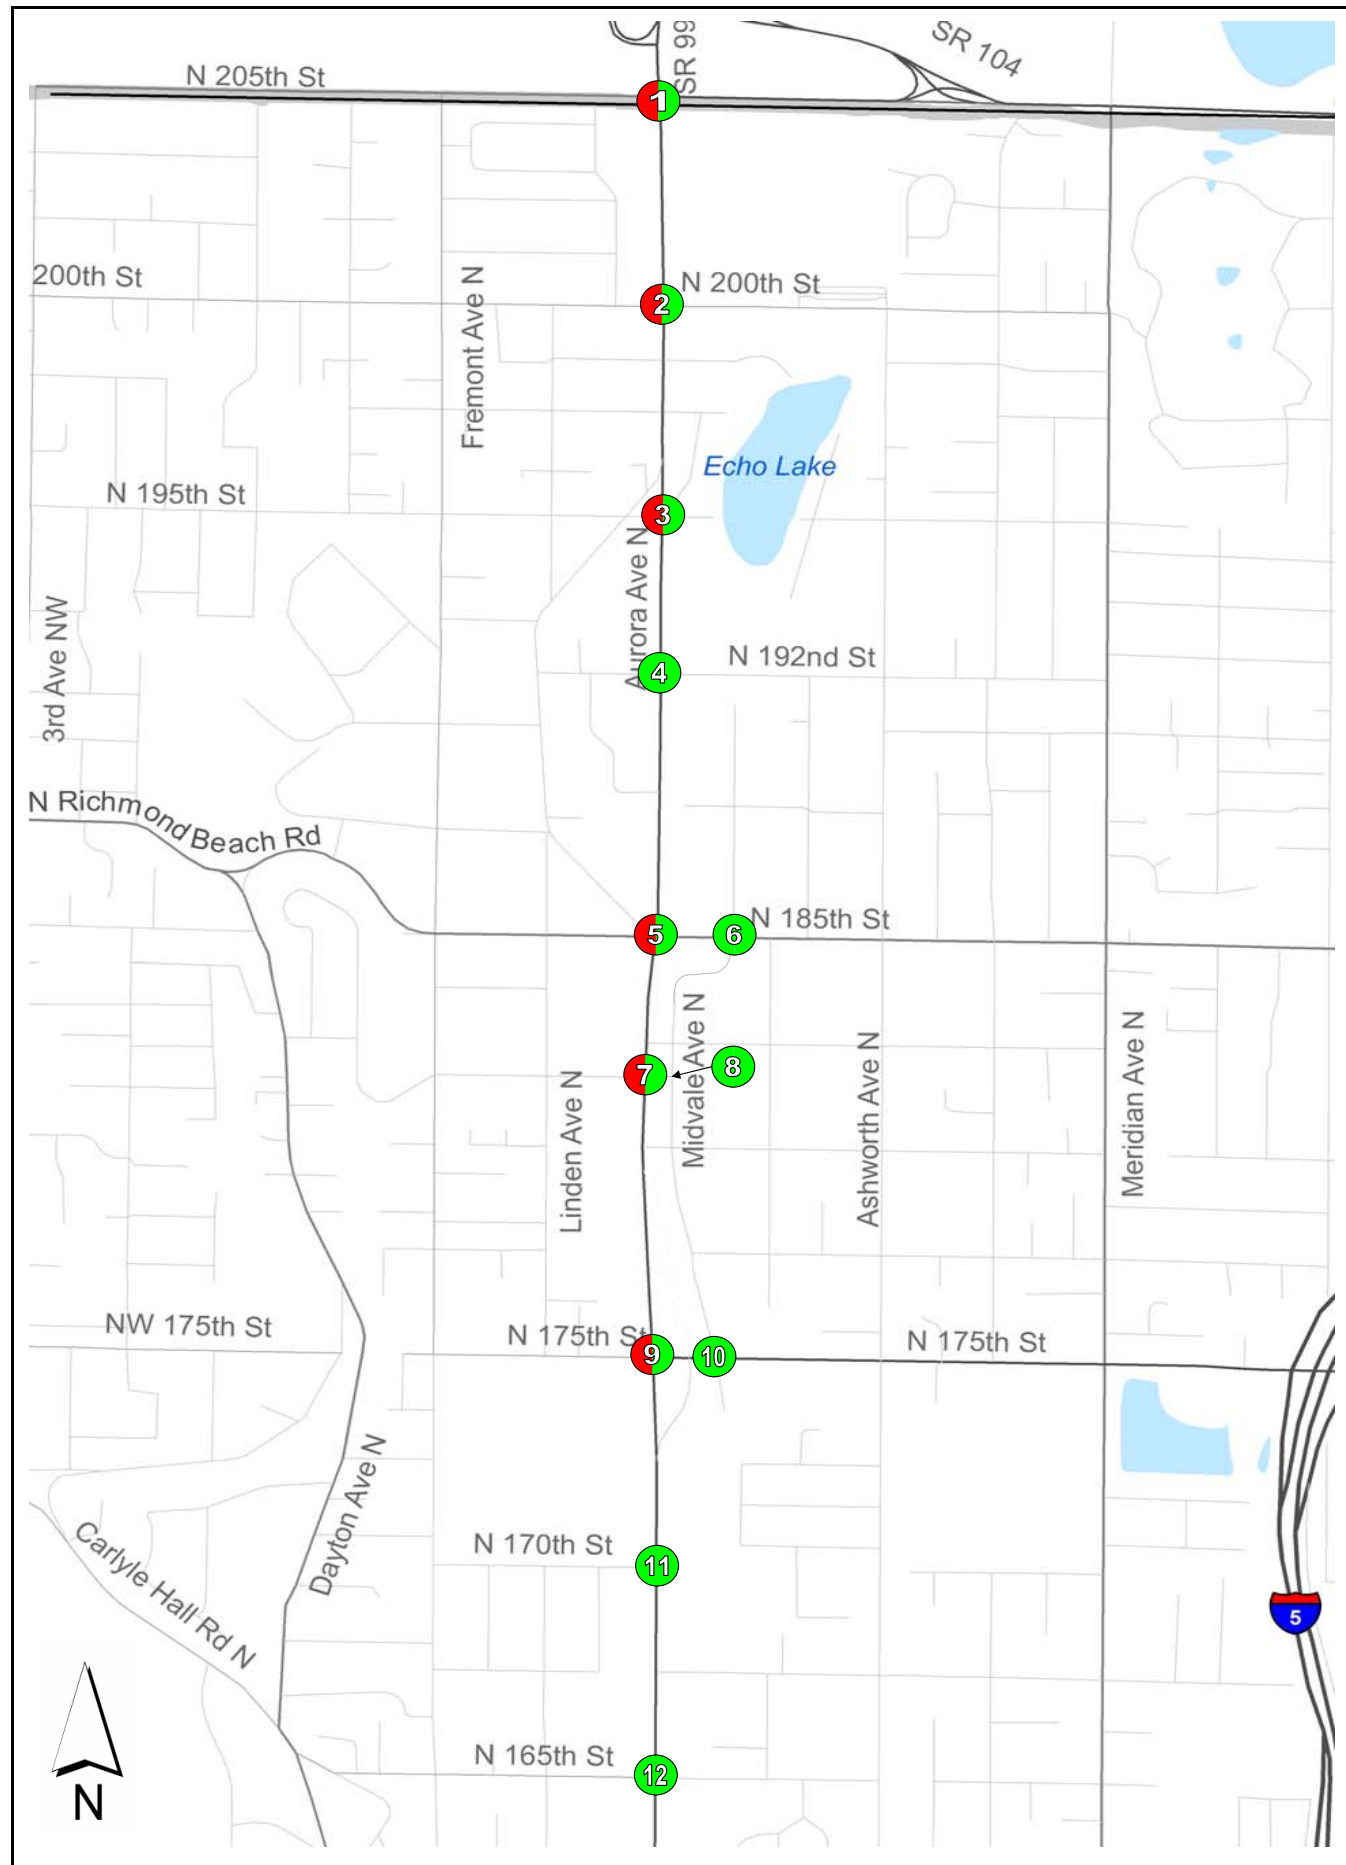 SR 99
SR 104
N 205th St
1
200th St
Fremont Ave N
N 200th St
2
Echo Lake
N 195th St
3
Aurora Ave N
3rd Ave NW
N 192nd St
4
N Richmond Beach Rd
5
6
N 185th St
Midvale Ave N
7
8
Linden Ave N
Ashworth Ave N
Meridian Ave N
NW 175th St
N 175th St
9
10
N 175th St
Dayton Ave N
Carlyle Hall Rd N
N 170th St
11
5
N 165th St
12
N